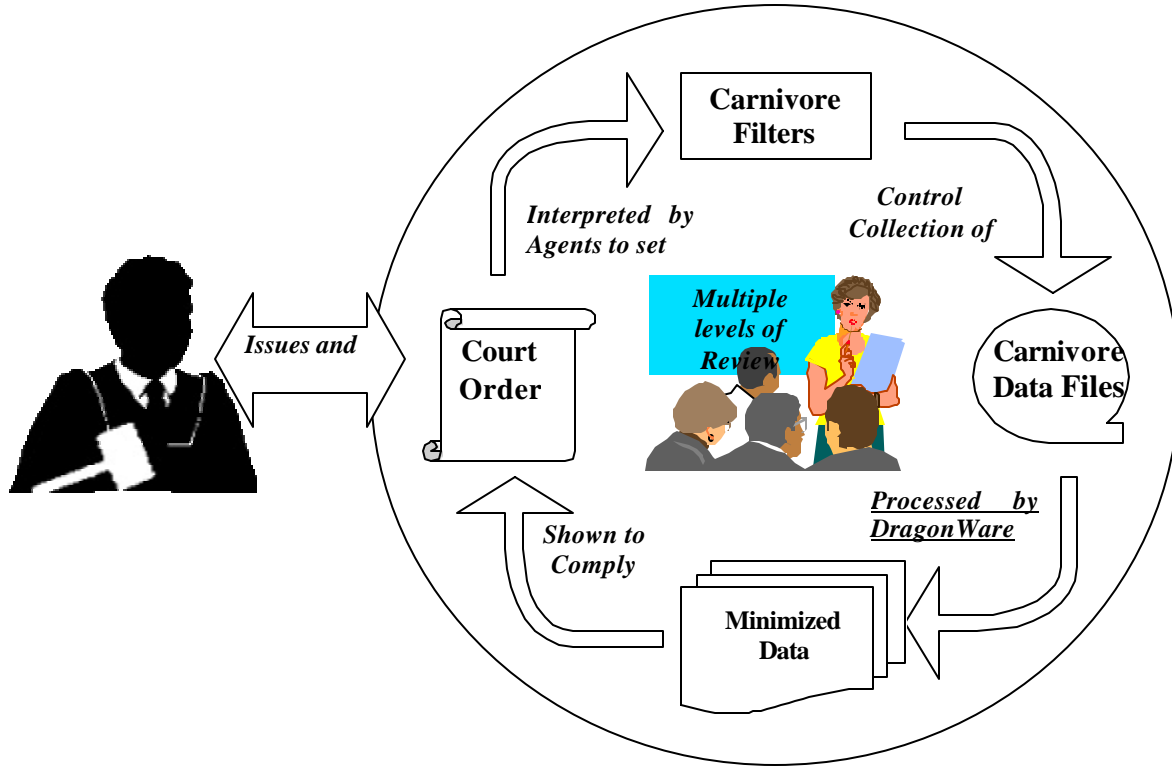 Carnivore
Filters
Interpreted by
Agents to set
Control
Collection of
Issues and
Court
Order
Multiple
levels of
Review
Carnivore
Data Files
Processed by
DragonWare
Shown to
Comply
Minimized
Data